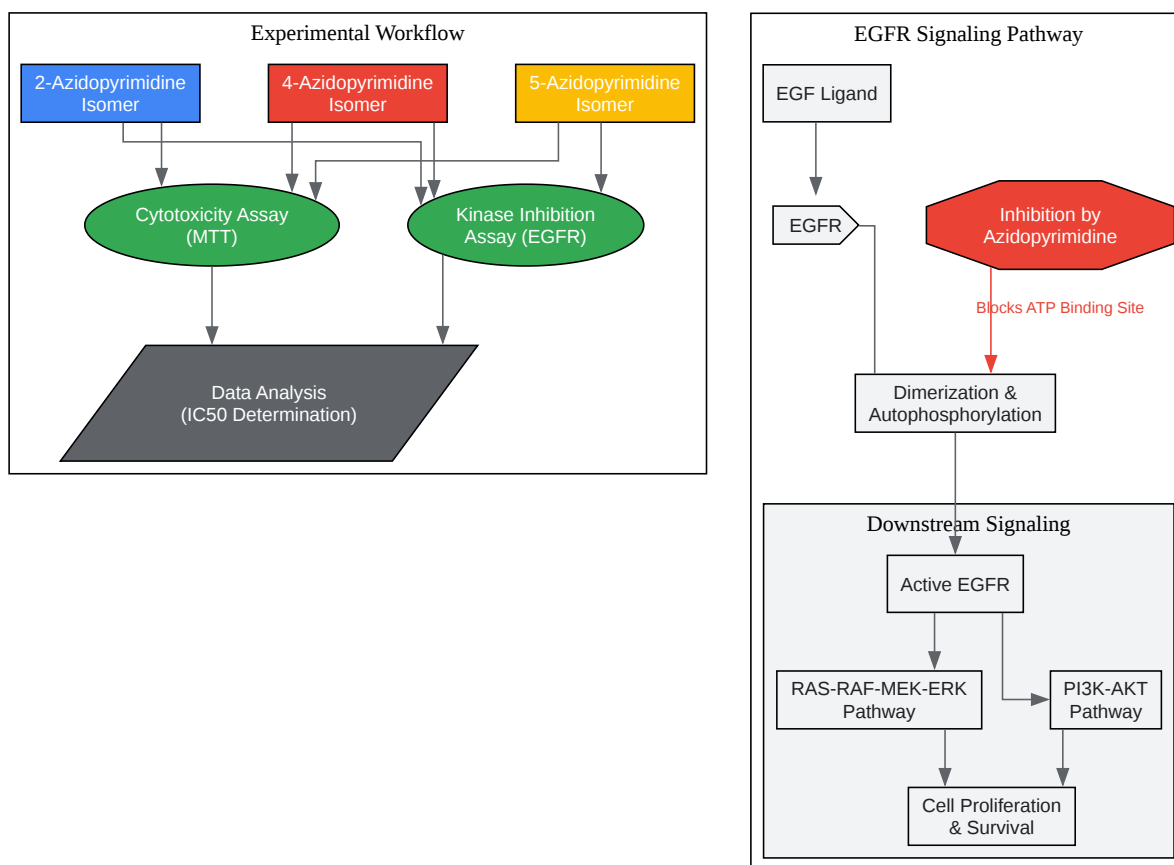 Experimental Workflow
2-Azidopyrimidine
Isomer
4-Azidopyrimidine
Isomer
5-Azidopyrimidine
Isomer
Cytotoxicity Assay
(MTT)
Kinase Inhibition
Assay (EGFR)
Data Analysis
(IC50 Determination)
EGFR Signaling Pathway
EGF Ligand
EGFR
Inhibition by
Azidopyrimidine
Blocks ATP Binding Site
Dimerization &
Autophosphorylation
Downstream Signaling
Active EGFR
RAS-RAF-MEK-ERK
Pathway
PI3K-AKT
Pathway
Cell Proliferation
& Survival